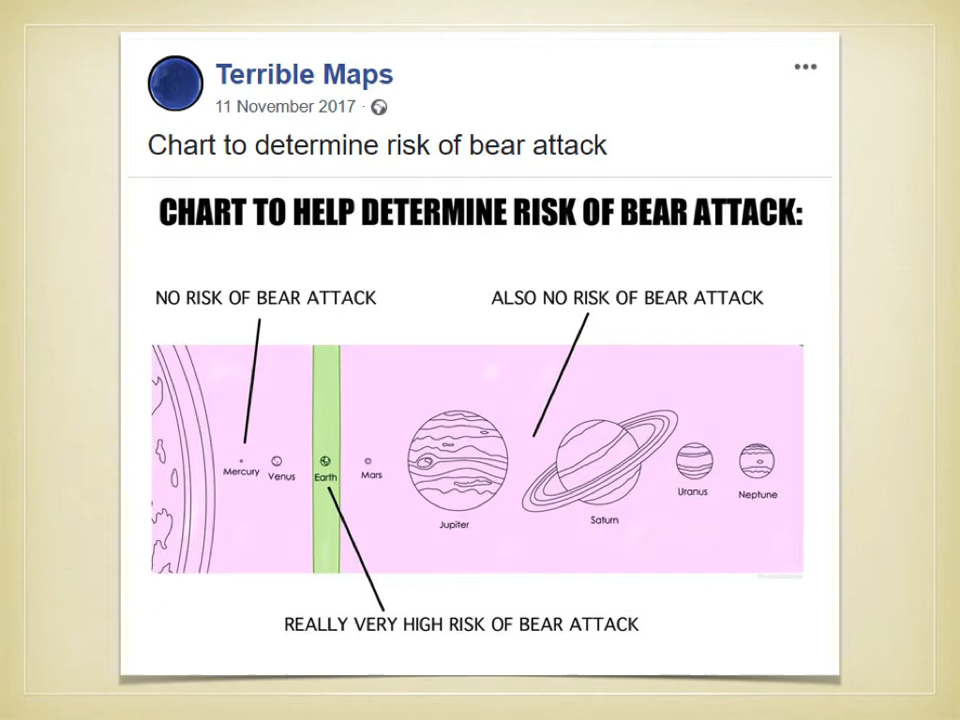 Terrible Maps
11 November 2017 ·
Chart to determine risk of bear attack
CHART TO HELP DETERMINE RISK OF BEAR ATTACK:
NO RISK OF BEAR ATTACK
ALSO NO RISK OF BEAR ATTACK
Mercury
Venus
Earth
Mars
Jupiter
Saturn
Uranus
Neptune
REALLY VERY HIGH RISK OF BEAR ATTACK